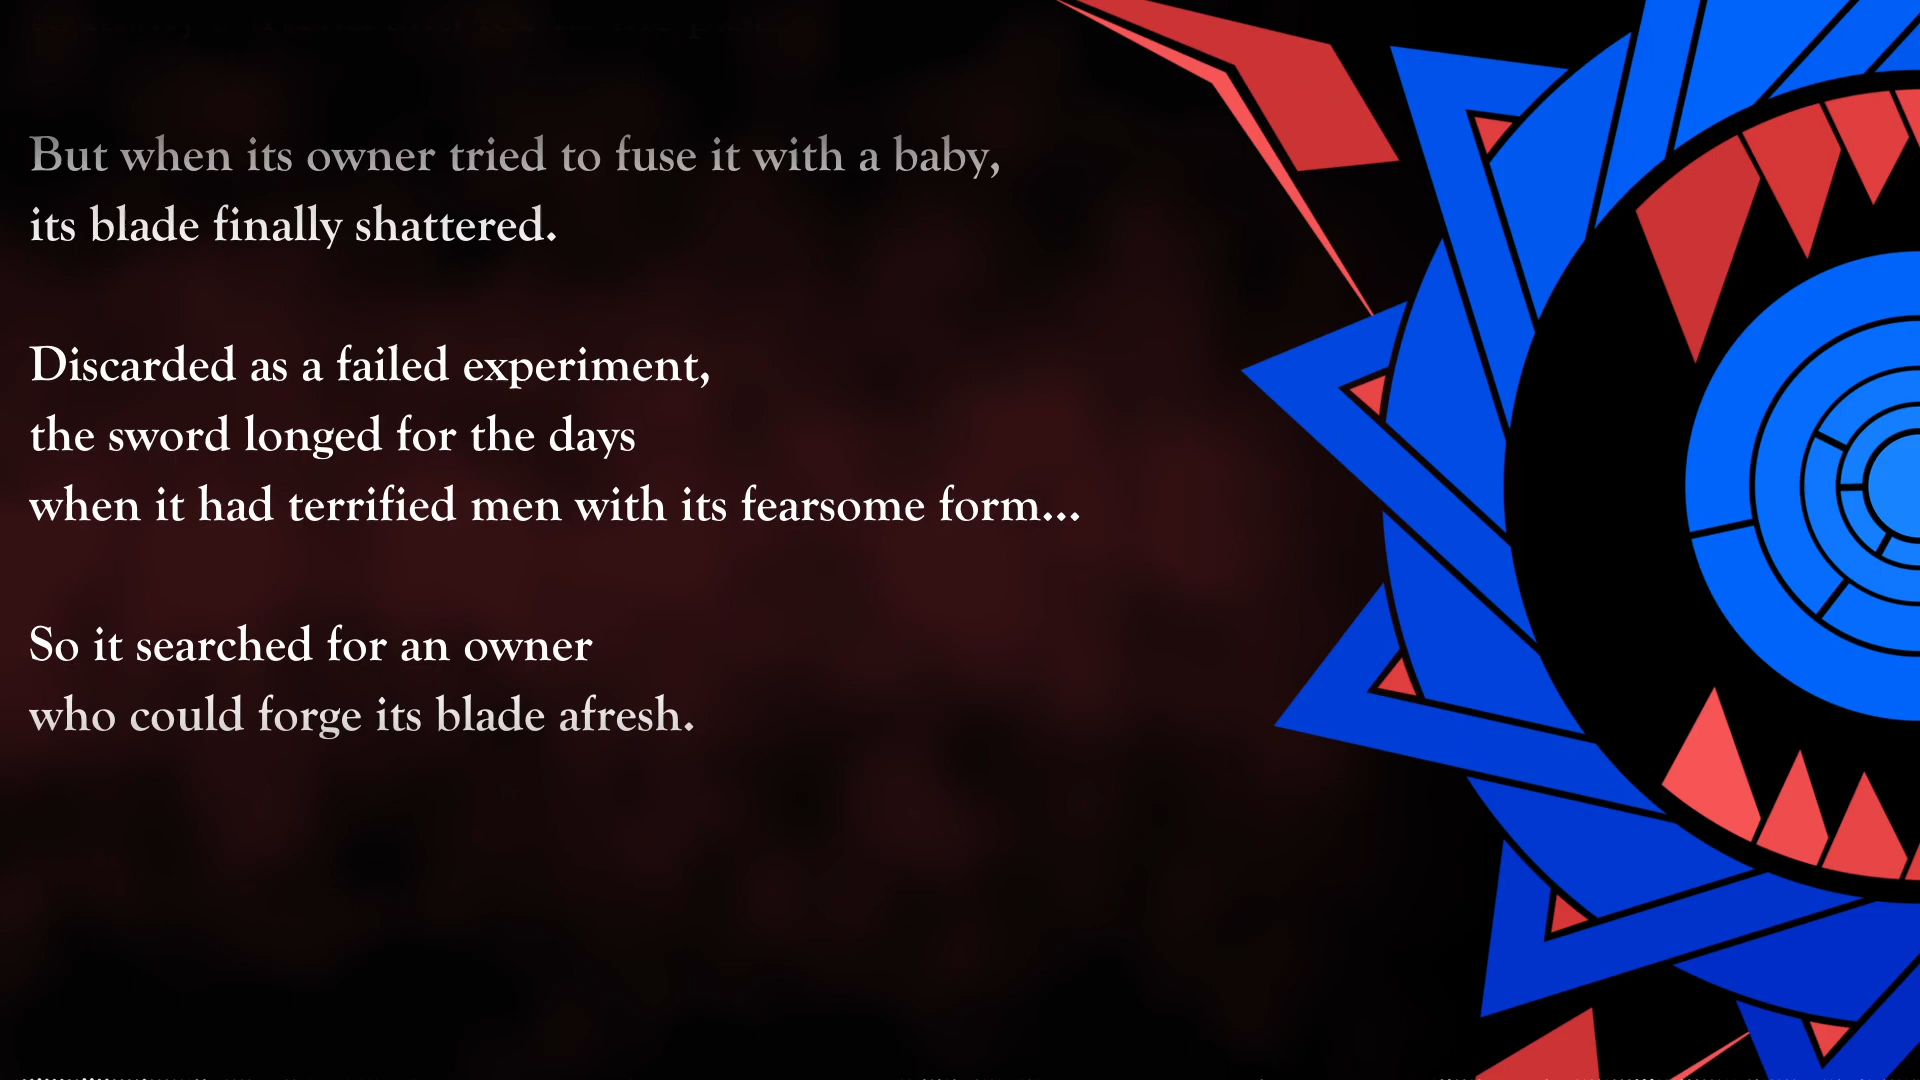 But when its owner tried to fuse it with a baby,
its blade finally shattered.
Discarded as a failed experiment,
the sword longed for the days
when it had terrified men with its fearsome form...
So it searched for an owner
who could forge its blade afresh.